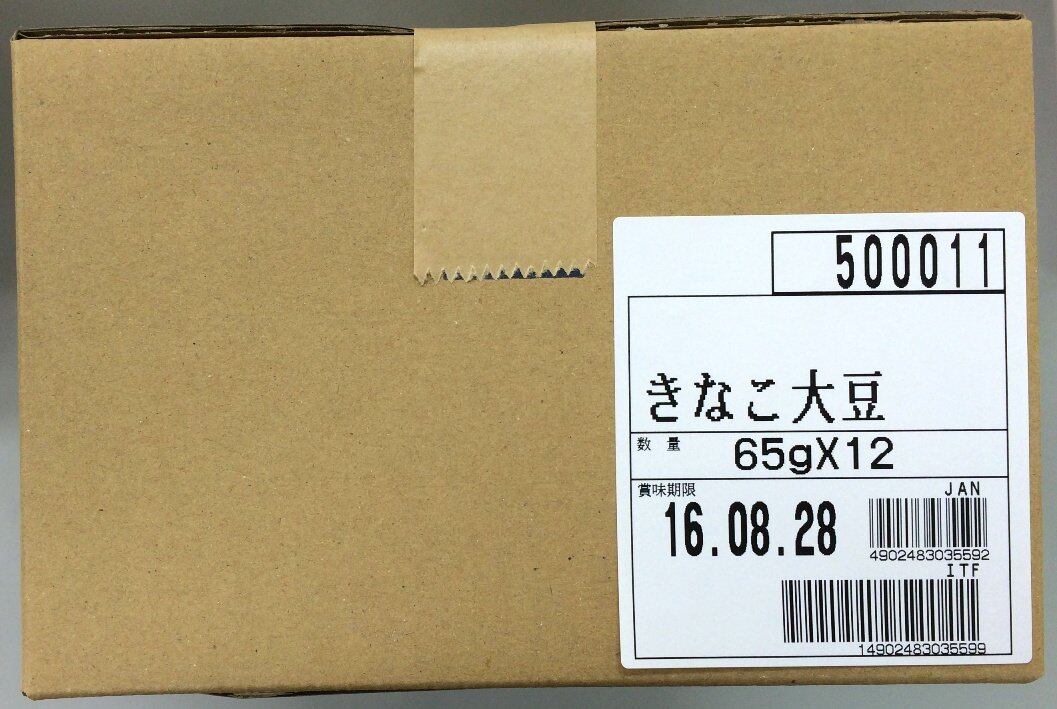 500011
きなこ大豆
数量 65gX12
賞味期限
16.08.28
JAN
4902483035592
ITF
14902483035599